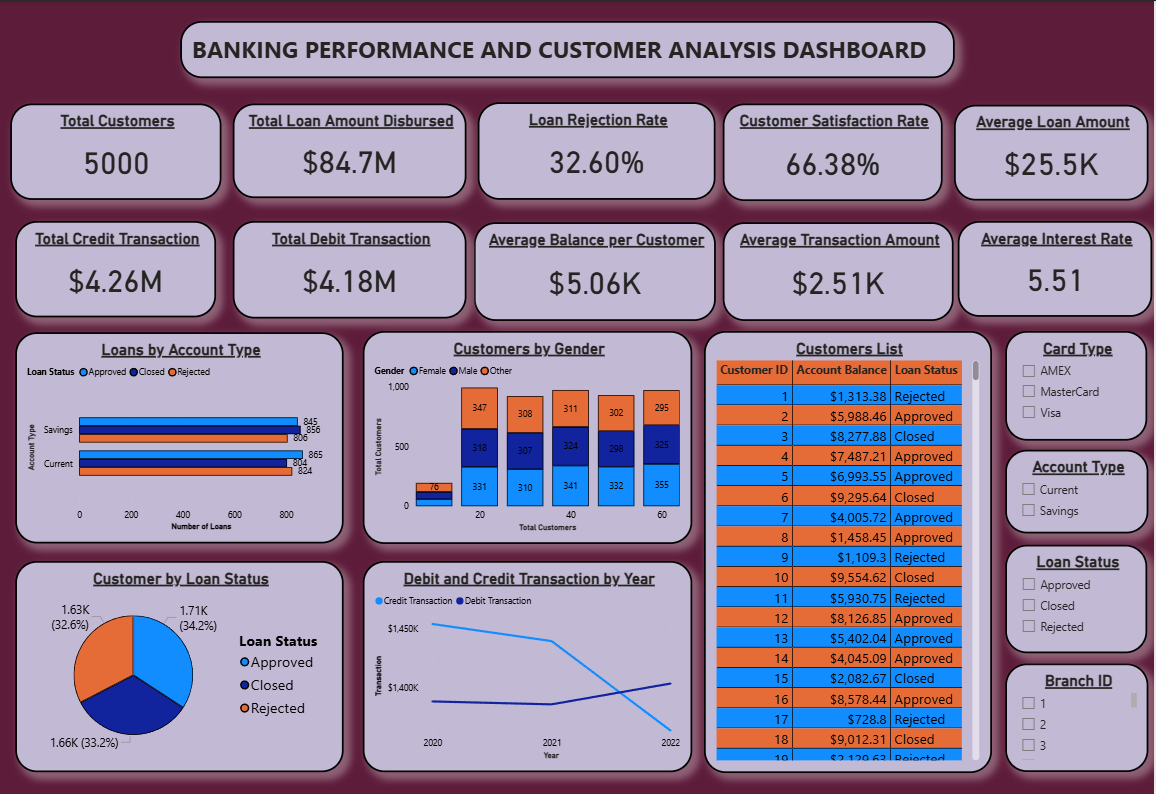 BANKING PERFORMANCE AND CUSTOMER ANALYSIS DASHBOARD
Total Customers
5000
Total Loan Amount Disbursed
$84.7M
Loan Rejection Rate
32.60%
Customer Satisfaction Rate
66.38%
Average Loan Amount
$25.5K
Total Credit Transaction
$4.26M
Total Debit Transaction
$4.18M
Average Balance per Customer
$5.06K
Average Transaction Amount
$2.51K
Average Interest Rate
5.51
Loans by Account Type
Loan Status Approved Closed Rejected
Account Type
Savings
845
856
806
Current
865
804
824
0 200 400 600 800
Number of Loans
Customers by Gender
Gender Female Male Other
Total Customers
1,000
500
0
76
347 308 311 302 295
318 307 324 298 325
331 310 341 332 355
20 40 60
Total Customers
Customers List
Customer ID Account Balance Loan Status
1 $1,313.38 Rejected
2 $5,988.46 Approved
3 $8,277.88 Closed
4 $7,487.21 Approved
5 $6,993.55 Approved
6 $9,295.64 Closed
7 $4,005.72 Approved
8 $1,458.45 Approved
9 $1,109.3 Rejected
10 $9,554.62 Closed
11 $5,930.75 Rejected
12 $8,126.85 Approved
13 $5,402.04 Approved
14 $4,045.09 Approved
15 $2,082.67 Closed
16 $8,578.44 Approved
17 $728.8 Rejected
18 $9,012.31 Closed
19 $2,129.63 Rejected
Card Type
AMEX
MasterCard
Visa
Account Type
Current
Savings
Loan Status
Approved
Closed
Rejected
Branch ID
1
2
3
Customer by Loan Status
1.63K
(32.6%)
1.71K
(34.2%)
1.66K (33.2%)
Loan Status
Approved
Closed
Rejected
Debit and Credit Transaction by Year
Credit Transaction Debit Transaction
Transaction
$1,450K
$1,400K
2020 2021 2022
Year